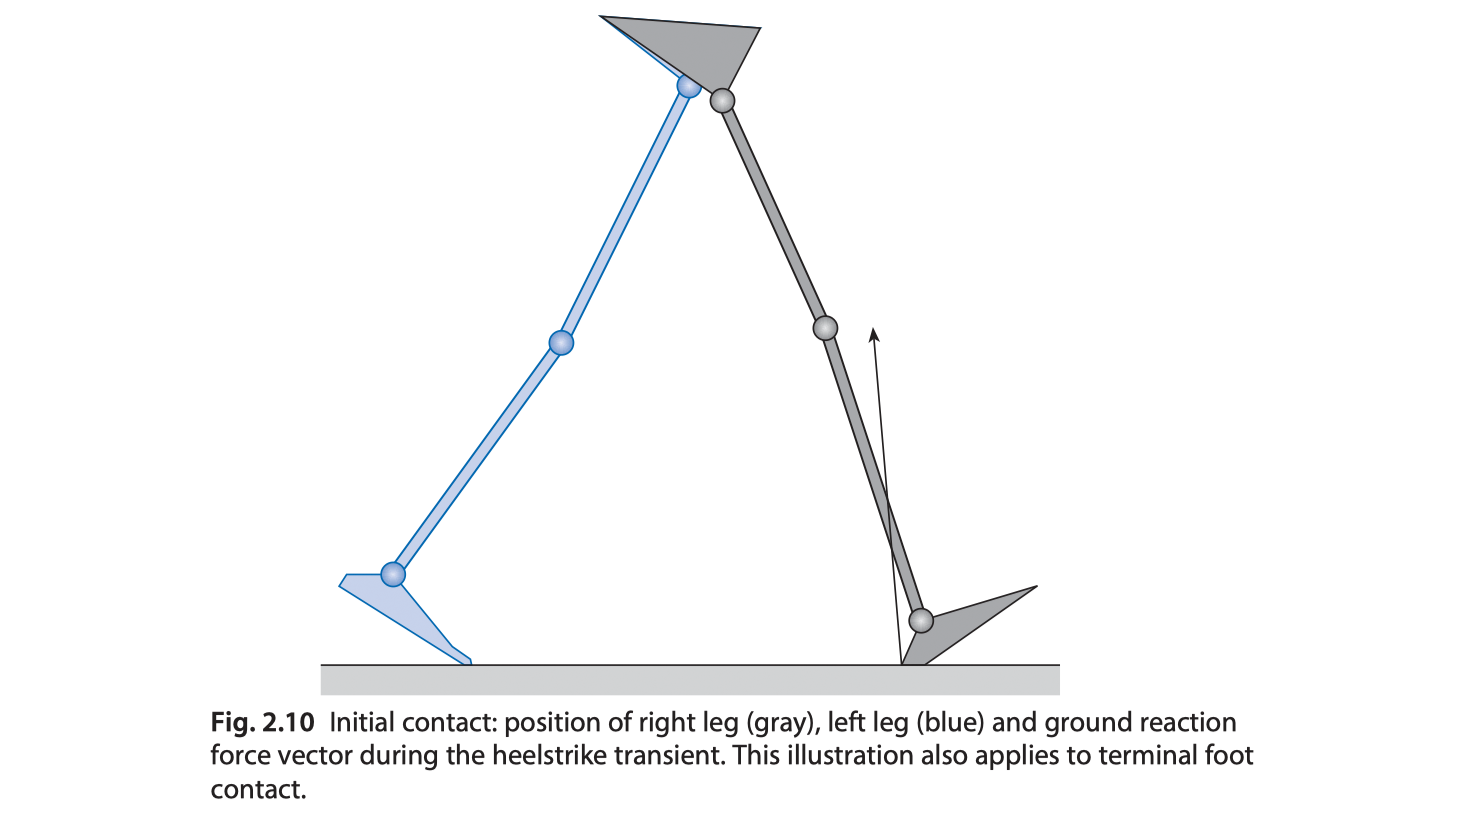 Fig. 2.10 Initial contact: position of right leg (gray), left leg (blue) and ground reaction
force vector during the heelstrike transient. This illustration also applies to terminal foot
contact.